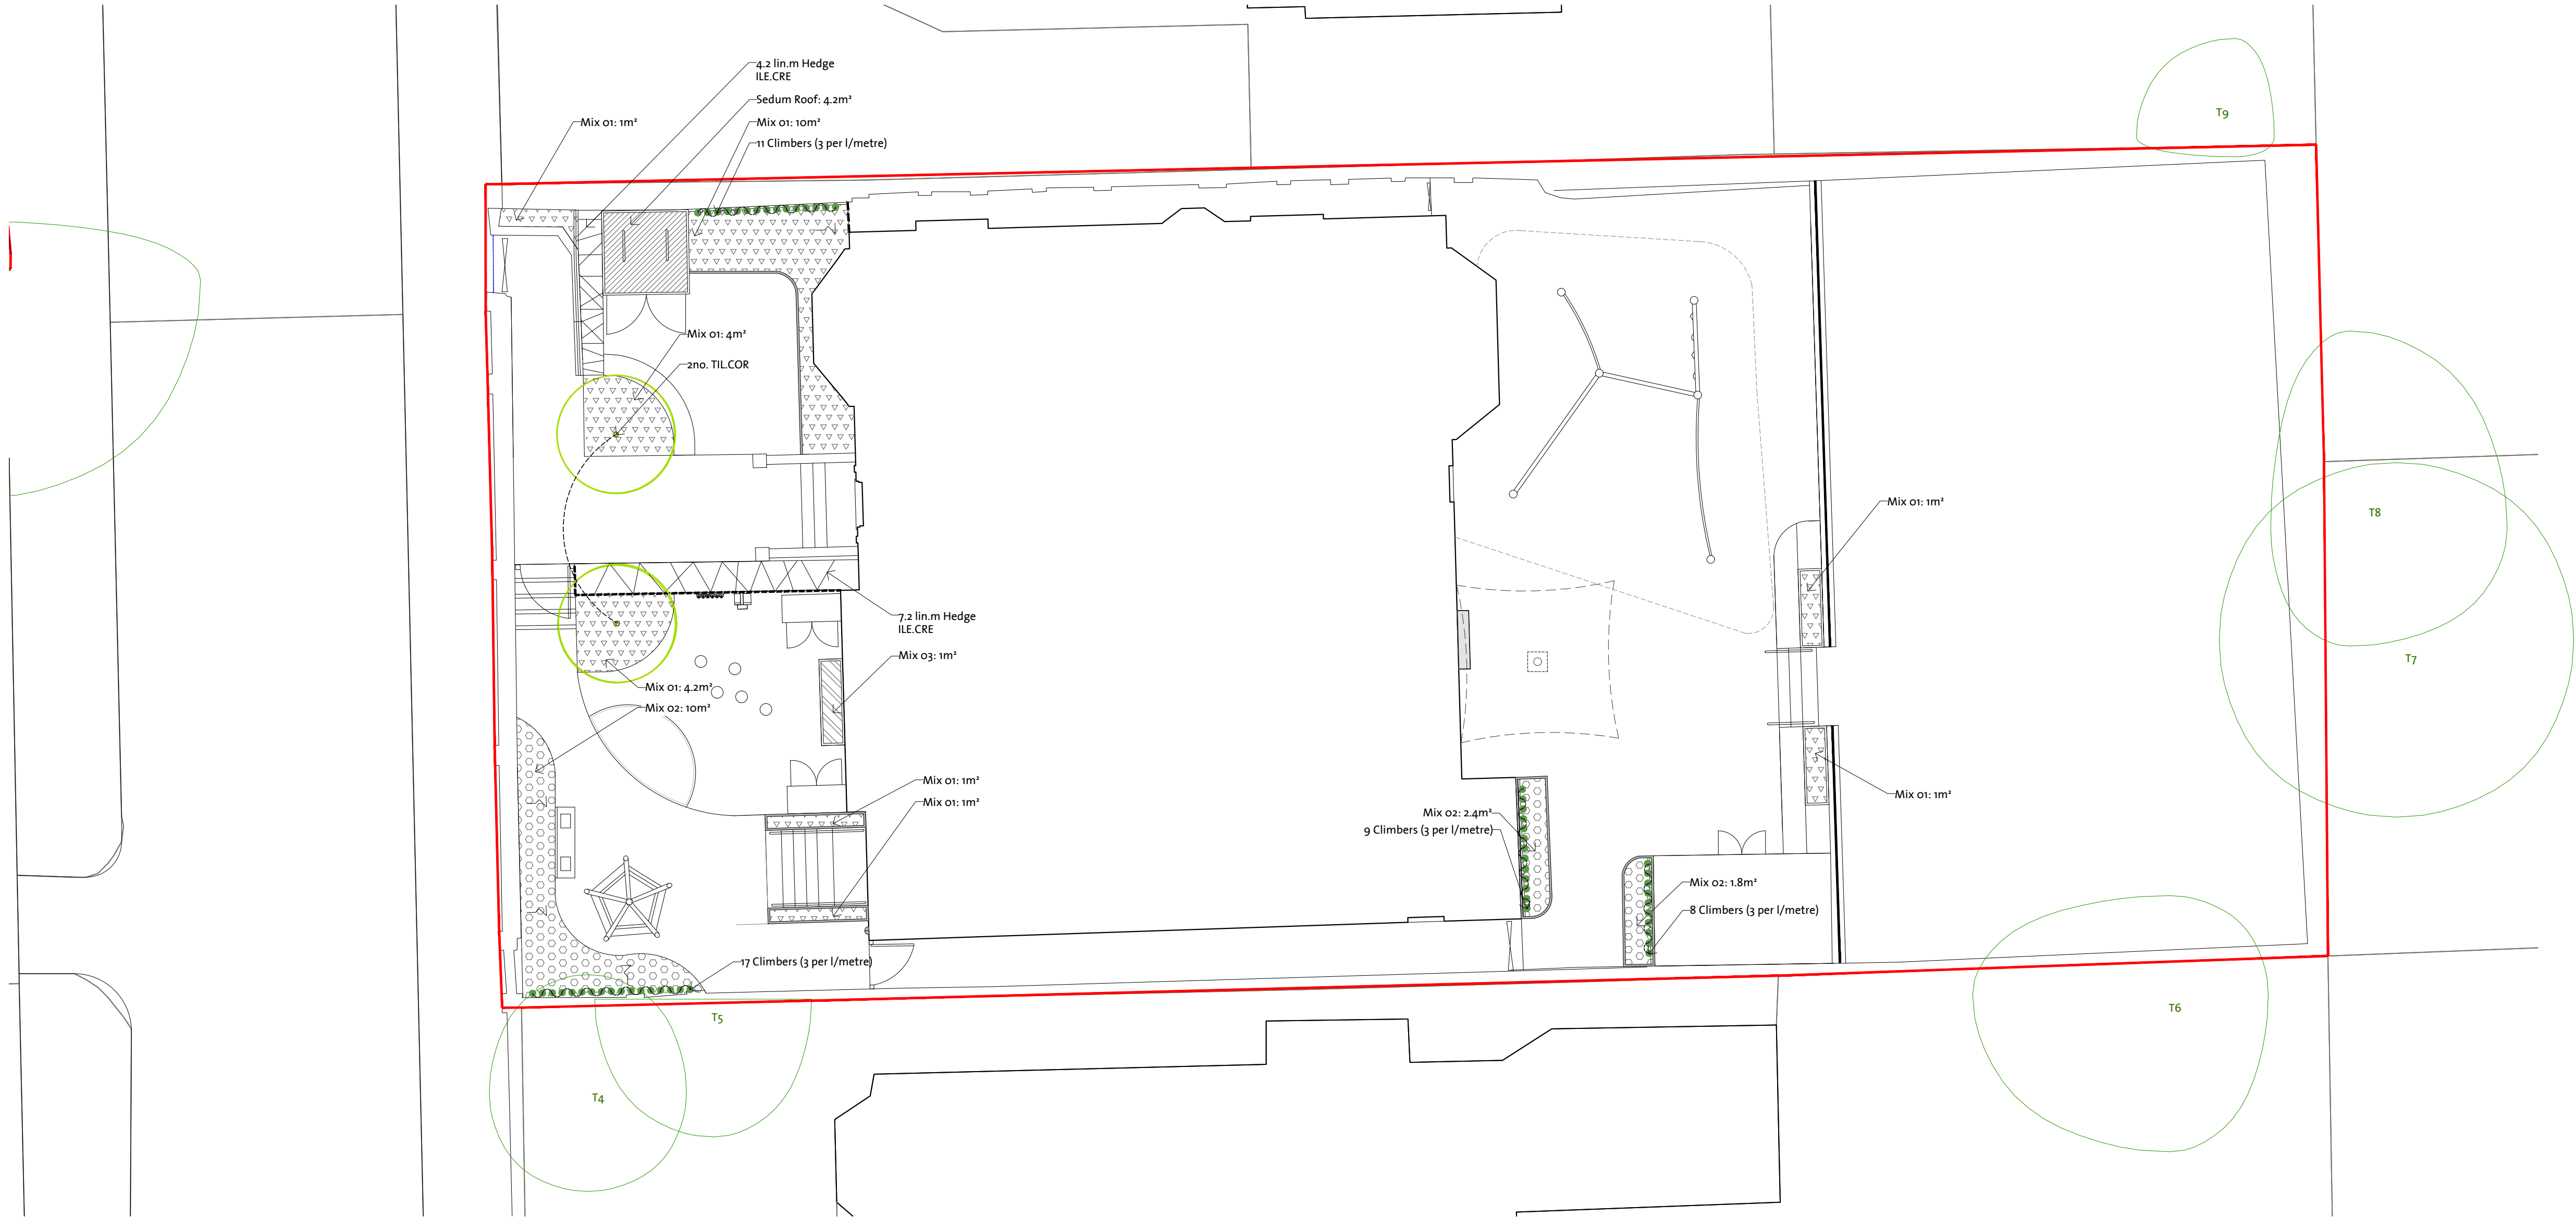 4.2 lin.m Hedge
ILE.CRE
Sedum Roof: 4.2m²
Mix 01: 1m²
Mix 01: 10m²
11 Climbers (3 per l/metre)
T9
Mix 01: 4m²
2no. TIL.COR
Mix 01: 1m²
T8
7.2 lin.m Hedge
ILE.CRE
Mix 03: 1m²
T7
Mix 01: 4.2m²
Mix 02: 10m²
Mix 01: 1m²
Mix 01: 1m²
Mix 01: 1m²
Mix 02: 2.4m²
9 Climbers (3 per l/metre)
Mix 02: 1.8m²
8 Climbers (3 per l/metre)
17 Climbers (3 per l/metre)
T6
T5
T4